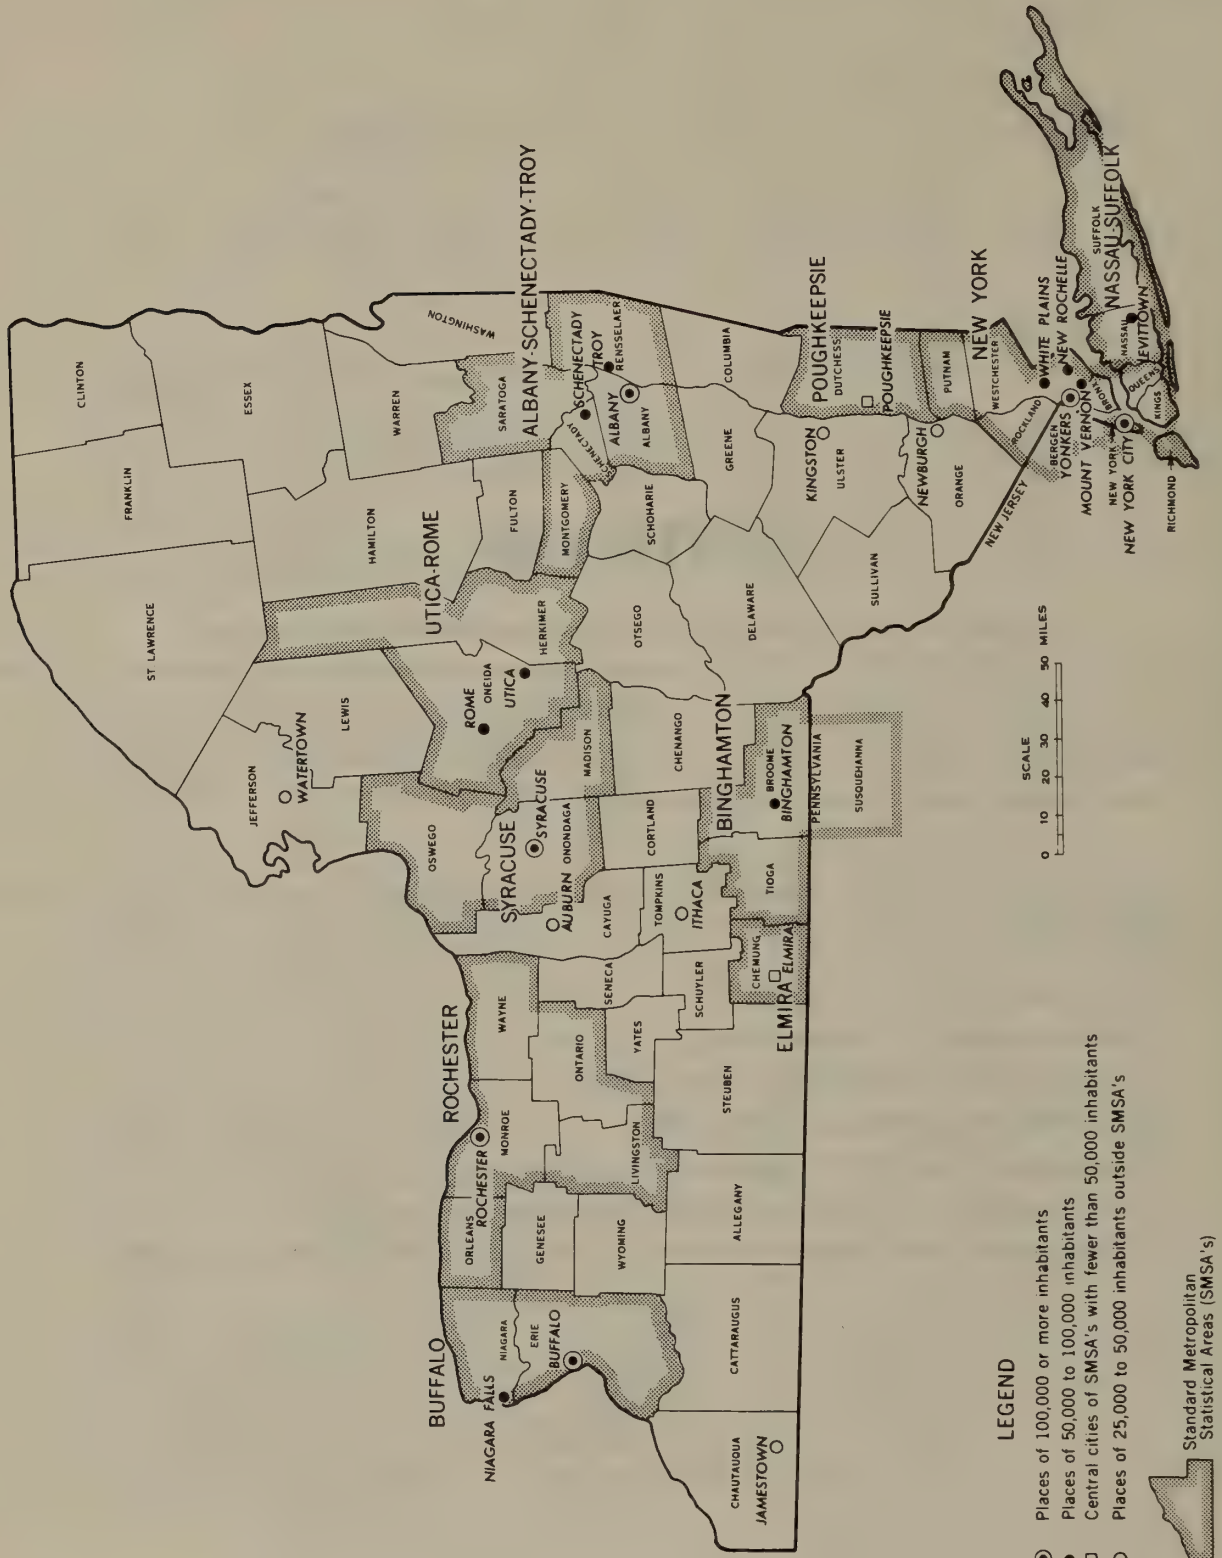 CLINTON
FRANKLIN
ST. LAWRENCE
ESSEX
JEFFERSON
WATERTOWN
LEWIS
HAMILTON
WARREN
WASHINGTON
UTICA-ROME
HERKIMER
ONEIDA
ROME
UTICA
FULTON
MONTGOMERY
SARATOGA
ALBANY-SCHENECTADY-TROY
SCHENECTADY
SCHENECTADY
TROY
RENSSELAER
ALBANY
ALBANY
OSWEGO
SYRACUSE
SYRACUSE
ONONDAGA
MADISON
AUBURN
CAYUGA
ROCHESTER
ROCHESTER
WAYNE
MONROE
ORLEANS
GENESEE
LIVINGSTON
ONTARIO
SENECA
YATES
WYOMING
BUFFALO
NIAGARA FALLS
NIAGARA
ERIE
BUFFALO
CHAUTAUQUA
JAMESTOWN
CATTARAUGUS
ALLEGANY
STEUBEN
SCHUYLER
TOMPKINS
ITHACA
CORTLAND
CHENANGO
OTSEGO
SCHOHARIE
GREENE
COLUMBIA
DELAWARE
CHEMUNG
ELMIRA
ELMIRA
TIOGA
BINGHAMTON
BROOME
BINGHAMTON
PENNSYLVANIA
SUSQUEHANNA
SULLIVAN
KINGSTON
ULSTER
NEWBURGH
ORANGE
POUGHKEEPSIE
DUTCHESS
POUGHKEEPSIE
PUTNAM
NEW YORK
WESTCHESTER
ROCKLAND
NEW JERSEY
BERGEN
YONKERS
WHITE PLAINS
NEW ROCHELLE
MOUNT VERNON
BRONX
NEW YORK
NEW YORK CITY
QUEENS
KINGS
RICHMOND
NASSAU
LEVITTOWN
SUFFOLK
NASSAU-SUFFOLK
SCALE
0 10 20 30 40 50 MILES
LEGEND
Places of 100,000 or more inhabitants
Places of 50,000 to 100,000 inhabitants
Central cities of SMSA's with fewer than 50,000 inhabitants
Places of 25,000 to 50,000 inhabitants outside SMSA's
Standard Metropolitan
Statistical Areas (SMSA's)